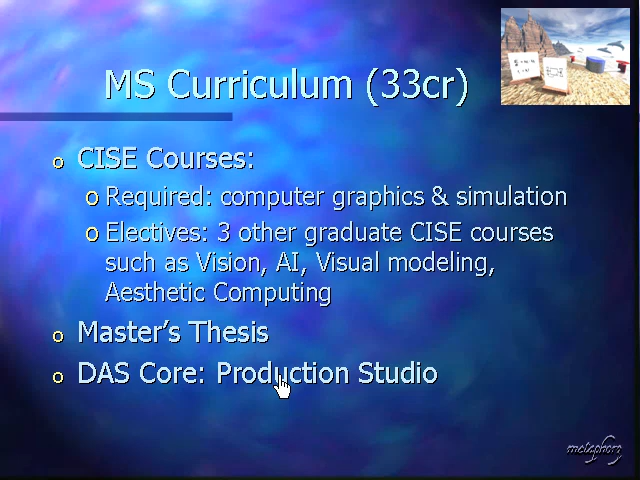 MS Curriculum (33cr)
o CISE Courses:
o Required: computer graphics & simulation
o Electives: 3 other graduate CISE courses
such as Vision, AI, Visual modeling,
Aesthetic Computing
o Master's Thesis
o DAS Core: Production Studio